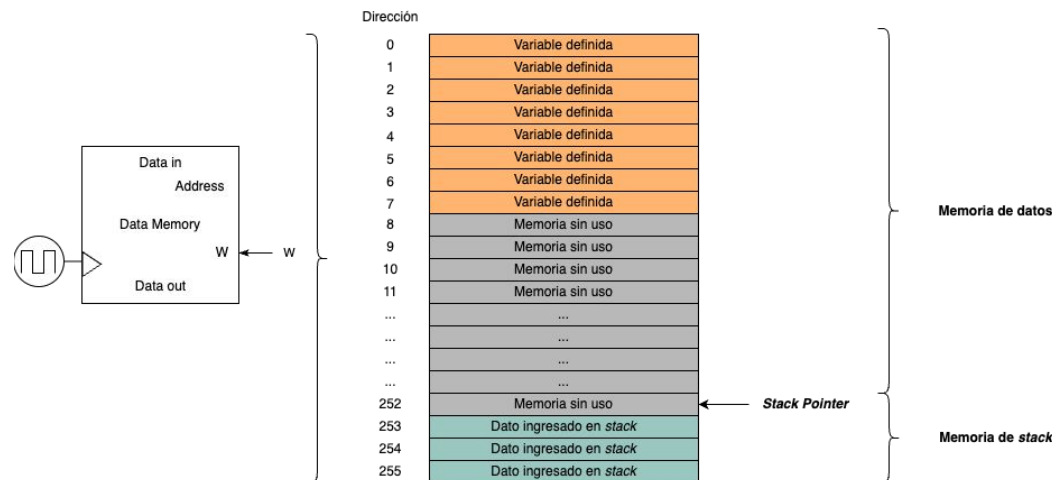 Dirección
0 Variable definida
1 Variable definida
2 Variable definida
3 Variable definida
4 Variable definida
5 Variable definida
6 Variable definida
7 Variable definida
8 Memoria sin uso
9 Memoria sin uso
10 Memoria sin uso
11 Memoria sin uso
... ...
... ...
... ...
... ...
252 Memoria sin uso
253 Dato ingresado en stack
254 Dato ingresado en stack
255 Dato ingresado en stack
Data in
Address
Data Memory
W W
Data out
Memoria de datos
Stack Pointer
Memoria de stack